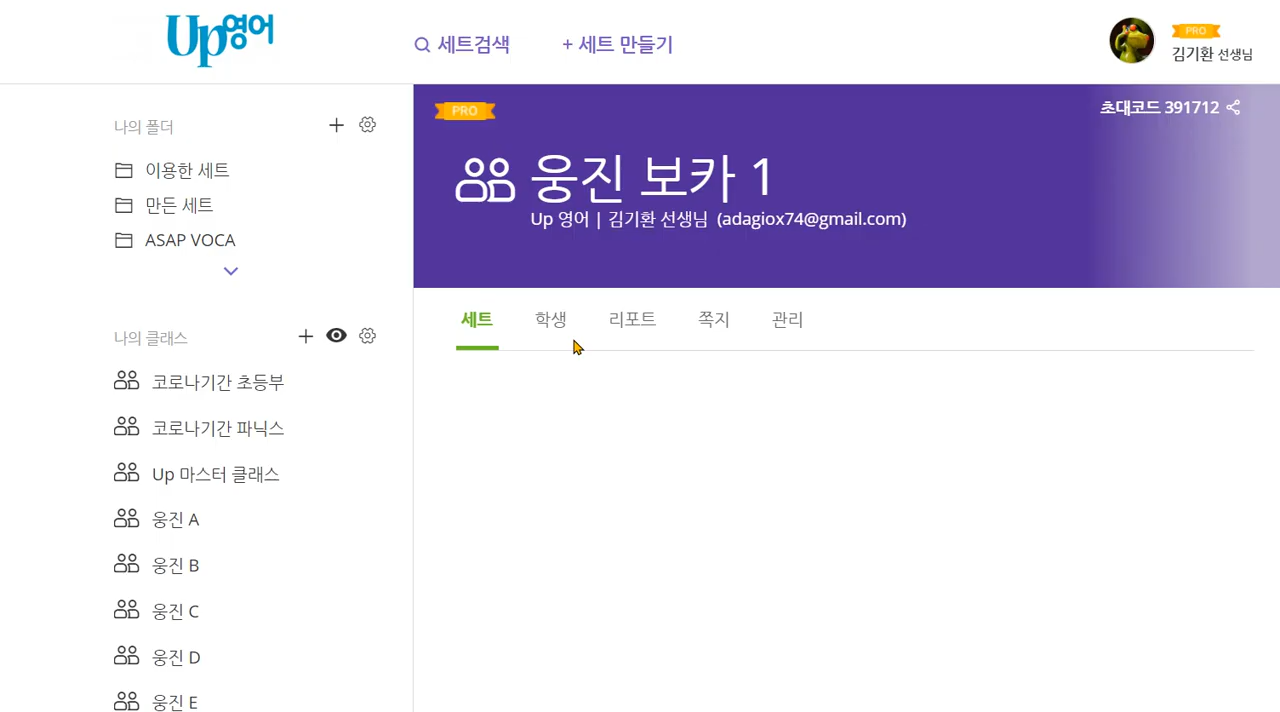 Up영어
세트검색
+ 세트 만들기
PRO
김기환 선생님
나의 폴더
이용한 세트
만든 세트
ASAP VOCA
나의 클래스
코로나기간 초등부
코로나기간 파닉스
Up 마스터 클래스
웅진 A
웅진 B
웅진 C
웅진 D
웅진 E
PRO
초대코드 391712
웅진 보카 1
Up 영어 | 김기환 선생님 (adagiox74@gmail.com)
세트 학생 리포트 쪽지 관리